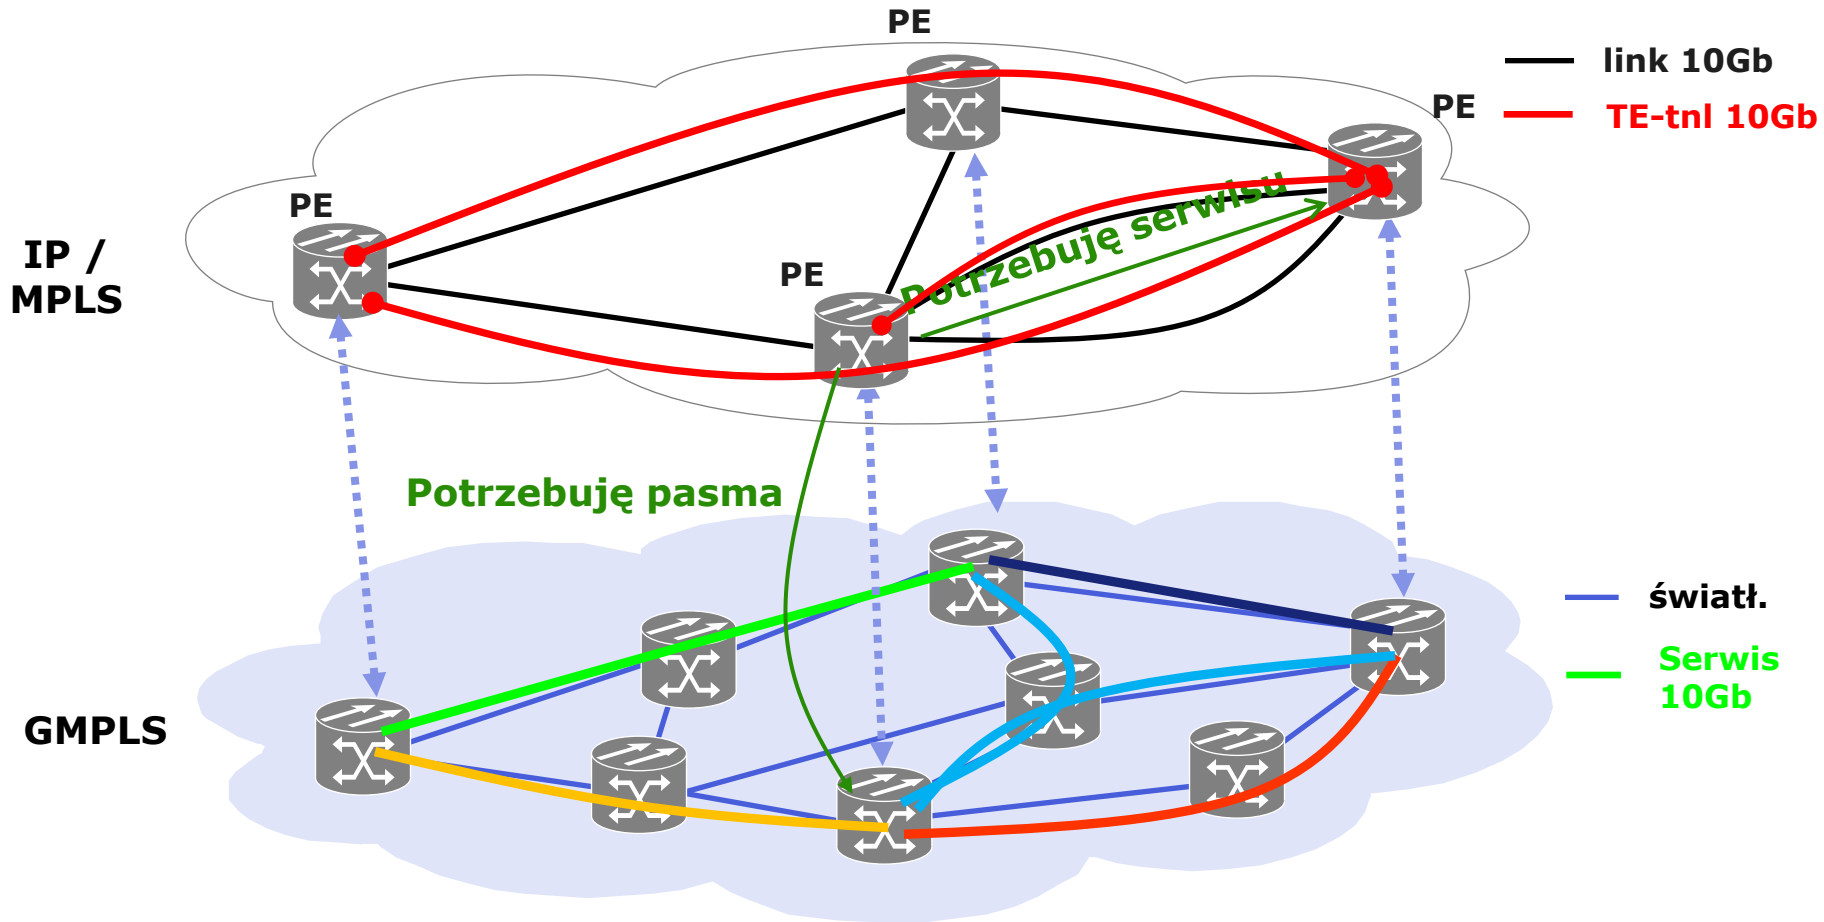 PE
link 10Gb
PE
TE-tnl 10Gb
PE
Potrzebuję serwisu
IP /
MPLS
PE
Potrzebuję pasma
światł.
Serwis
10Gb
GMPLS